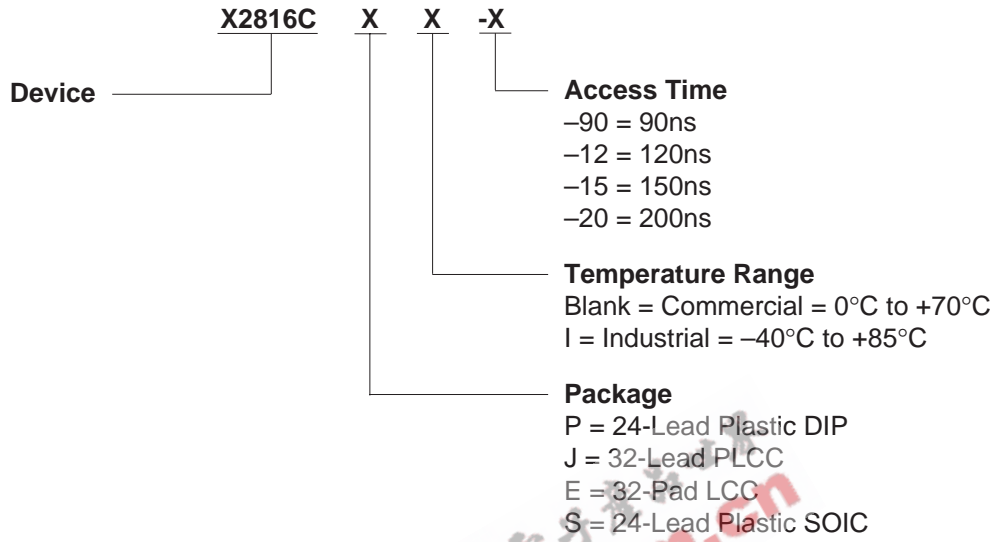 X2816C X X -X
Device
Access Time
–90 = 90ns
–12 = 120ns
–15 = 150ns
–20 = 200ns
Temperature Range
Blank = Commercial = 0°C to +70°C
I = Industrial = –40°C to +85°C
Package
P = 24-Lead Plastic DIP
J = 32-Lead PLCC
E = 32-Pad LCC
S = 24-Lead Plastic SOIC